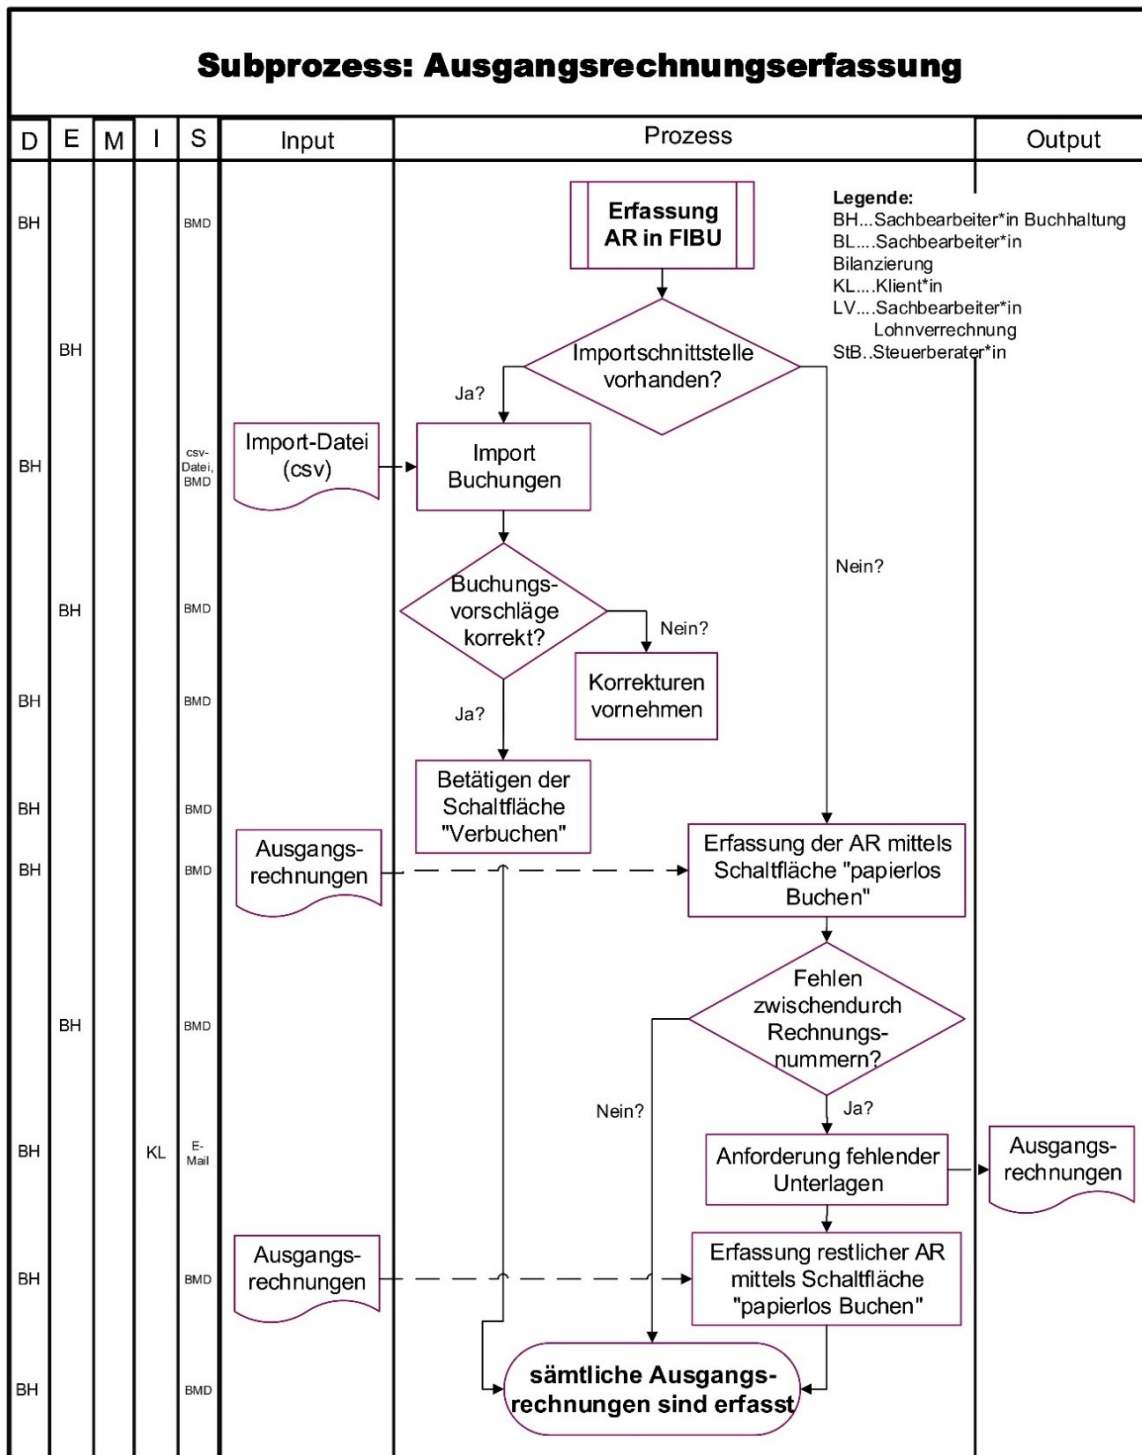 Subprozess: Ausgangsrechnungserfassung
D E M I S Input Prozess Output
Legende:
BH...Sachbearbeiter*in Buchhaltung
BL....Sachbearbeiter*in
Bilanzierung
KL....Klient*in
LV....Sachbearbeiter*in
Lohnverrechnung
StB..Steuerberater*in
BH BMD
Erfassung
AR in FIBU
BH
Importschnittstelle
vorhanden?
Ja?
Nein?
BH
csv-
Datei,
BMD
Import-Datei
(csv)
Import
Buchungen
BH BMD
Buchungs-
vorschläge
korrekt?
Nein?
Ja?
BH BMD
Korrekturen
vornehmen
BH BMD
Betätigen der
Schaltfläche
"Verbuchen"
BH BMD
Ausgangs-
rechnungen
Erfassung der AR mittels
Schaltfläche "papierlos
Buchen"
BH BMD
Fehlen
zwischendurch
Rechnungs-
nummern?
Nein?
Ja?
BH KL
E-
Mail
Anforderung fehlender
Unterlagen
Ausgangs-
rechnungen
BH BMD
Ausgangs-
rechnungen
Erfassung restlicher AR
mittels Schaltfläche
"papierlos Buchen"
BH BMD
sämtliche Ausgangs-
rechnungen sind erfasst